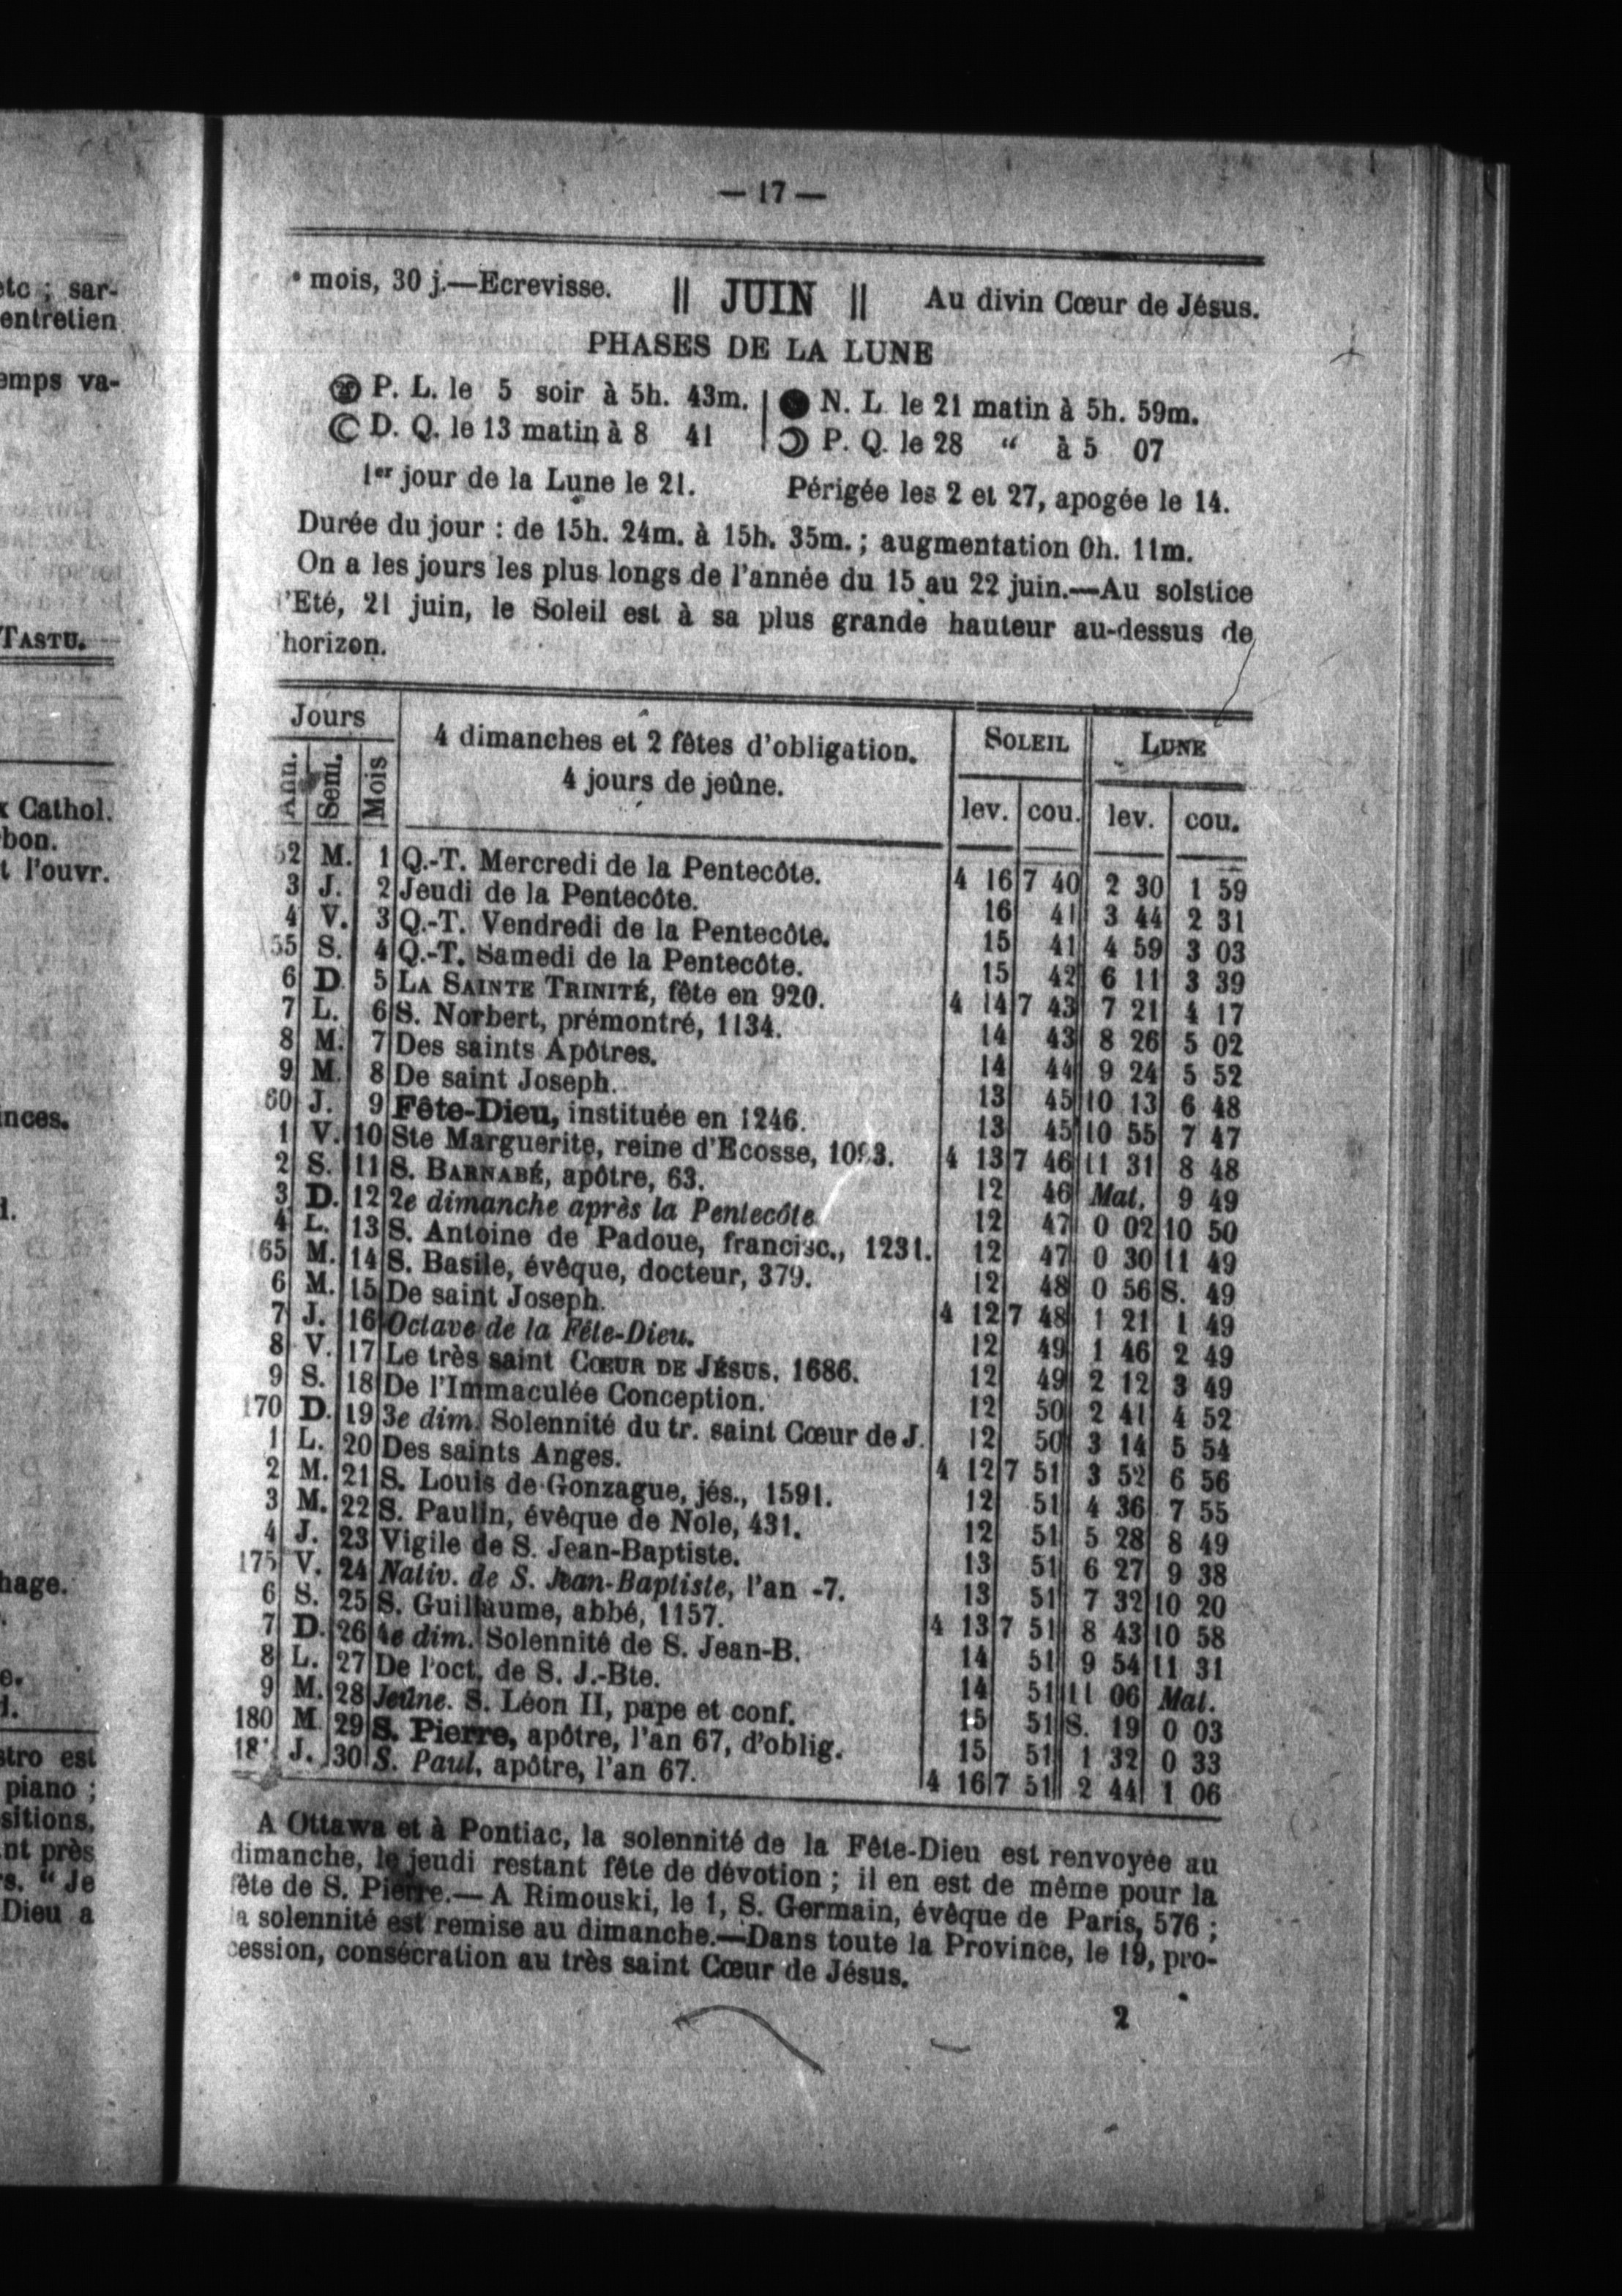 — 17 —
mois, 30 j.—Ecrevisse. || JUIN || Au divin Cœur de Jésus.
PHASES DE LA LUNE
P. L. le 5 soir à 5h. 43m. N. L. le 21 matin à 5h. 59m.
D. Q. le 13 matin à 8 41 P. Q. le 28 “ à 5 07
1er jour de la Lune le 21. Périgée les 2 et 27, apogée le 14.
Durée du jour : de 15h. 24m. à 15h. 35m. ; augmentation 0h. 11m.
On a les jours les plus longs de l'année du 15 au 22 juin.—Au solstice
'Eté, 21 juin, le Soleil est à sa plus grande hauteur au-dessus de
'horizon.
Jours 4 dimanches et 2 fêtes d'obligation. SOLEIL LUNE
Ann. Sem. Mois 4 jours de jeûne. lev. cou. lev. cou.
52 M. 1 Q.-T. Mercredi de la Pentecôte. 4 16 7 40 2 30 1 59
3 J. 2 Jeudi de la Pentecôte. 16 41 3 44 2 31
4 V. 3 Q.-T. Vendredi de la Pentecôte. 15 41 4 59 3 03
155 S. 4 Q.-T. Samedi de la Pentecôte. 15 42 6 11 3 39
6 D 5 LA SAINTE TRINITÉ, fête en 920. 4 14 7 43 7 21 4 17
7 L. 6 S. Norbert, prémontré, 1134. 14 43 8 26 5 02
8 M. 7 Des saints Apôtres. 14 44 9 24 5 52
9 M. 8 De saint Joseph. 13 45 10 13 6 48
60 J. 9 Fête-Dieu, instituée en 1246. 13 45 10 55 7 47
1 V. 10 Ste Marguerite, reine d'Ecosse, 1093. 4 13 7 46 11 31 8 48
2 S. 11 S. BARNABÉ, apôtre, 63. 12 46 Mat. 9 49
3 D. 12 2e dimanche après la Pentecôte 12 47 0 02 10 50
4 L. 13 S. Antoine de Padoue, francisc., 1231. 12 47 0 30 11 49
165 M. 14 S. Basile, évêque, docteur, 379. 12 48 0 56 S. 49
6 M. 15 De saint Joseph. 4 12 7 48 1 21 1 49
7 J. 16 Octave de la Fête-Dieu. 12 49 1 46 2 49
8 V. 17 Le très saint CŒUR DE JÉSUS, 1686. 12 49 2 12 3 49
9 S. 18 De l'Immaculée Conception. 12 50 2 41 4 52
170 D. 19 3e dim. Solennité du tr. saint Cœur de J. 12 50 3 14 5 54
1 L. 20 Des saints Anges. 4 12 7 51 3 52 6 56
2 M. 21 S. Louis de Gonzague, jés., 1591. 12 51 4 36 7 55
3 M. 22 S. Paulin, évêque de Nole, 431. 12 51 5 28 8 49
4 J. 23 Vigile de S. Jean-Baptiste. 13 51 6 27 9 38
175 V. 24 Nativ. de S. Jean-Baptiste, l'an -7. 13 51 7 32 10 20
6 S. 25 S. Guillaume, abbé, 1157. 4 13 7 51 8 43 10 58
7 D. 26 4e dim. Solennité de S. Jean-B. 14 51 9 54 11 31
8 L. 27 De l'oct. de S. J.-Bte. 14 51 11 06 Mat.
9 M. 28 Jeûne. S. Léon II, pape et conf. 15 51 S. 19 0 03
180 M 29 S. Pierre, apôtre, l'an 67, d'oblig. 15 51 1 32 0 33
18 J. 30 S. Paul, apôtre, l'an 67. 4 16 7 51 2 44 1 06
A Ottawa et à Pontiac, la solennité de la Fête-Dieu est renvoyée au
dimanche, le jeudi restant fête de dévotion ; il en est de même pour la
fête de S. Pierre.—A Rimouski, le 1, S. Germain, évêque de Paris, 576 ;
la solennité est remise au dimanche.—Dans toute la Province, le 19, pro-
cession, consécration au très saint Cœur de Jésus.
2
etc ; sar-
entretien
emps va-
TASTU.
x Cathol.
bon.
t l'ouvr.
inces.
d.
hage.
e.
d.
stro est
piano ;
sitions,
nt près
rs. “ Je
Dieu a